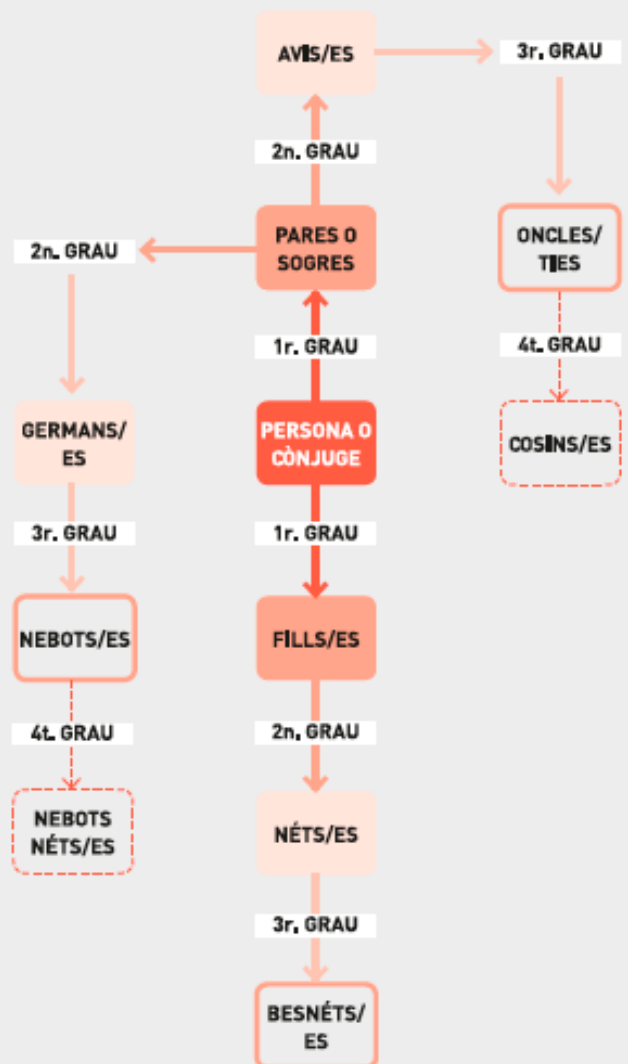 AVIS/ES
3r. GRAU
2n. GRAU
PARES O
SOGRES
ONCLES/
TIES
2n. GRAU
1r. GRAU
4t. GRAU
GERMANS/
ES
PERSONA O
CÒNJUGE
COSINS/ES
3r. GRAU
1r. GRAU
NEBOTS/ES
FILLS/ES
4t. GRAU
2n. GRAU
NEBOTS
NÉTS/ES
NÉTS/ES
3r. GRAU
BESNÉTS/
ES